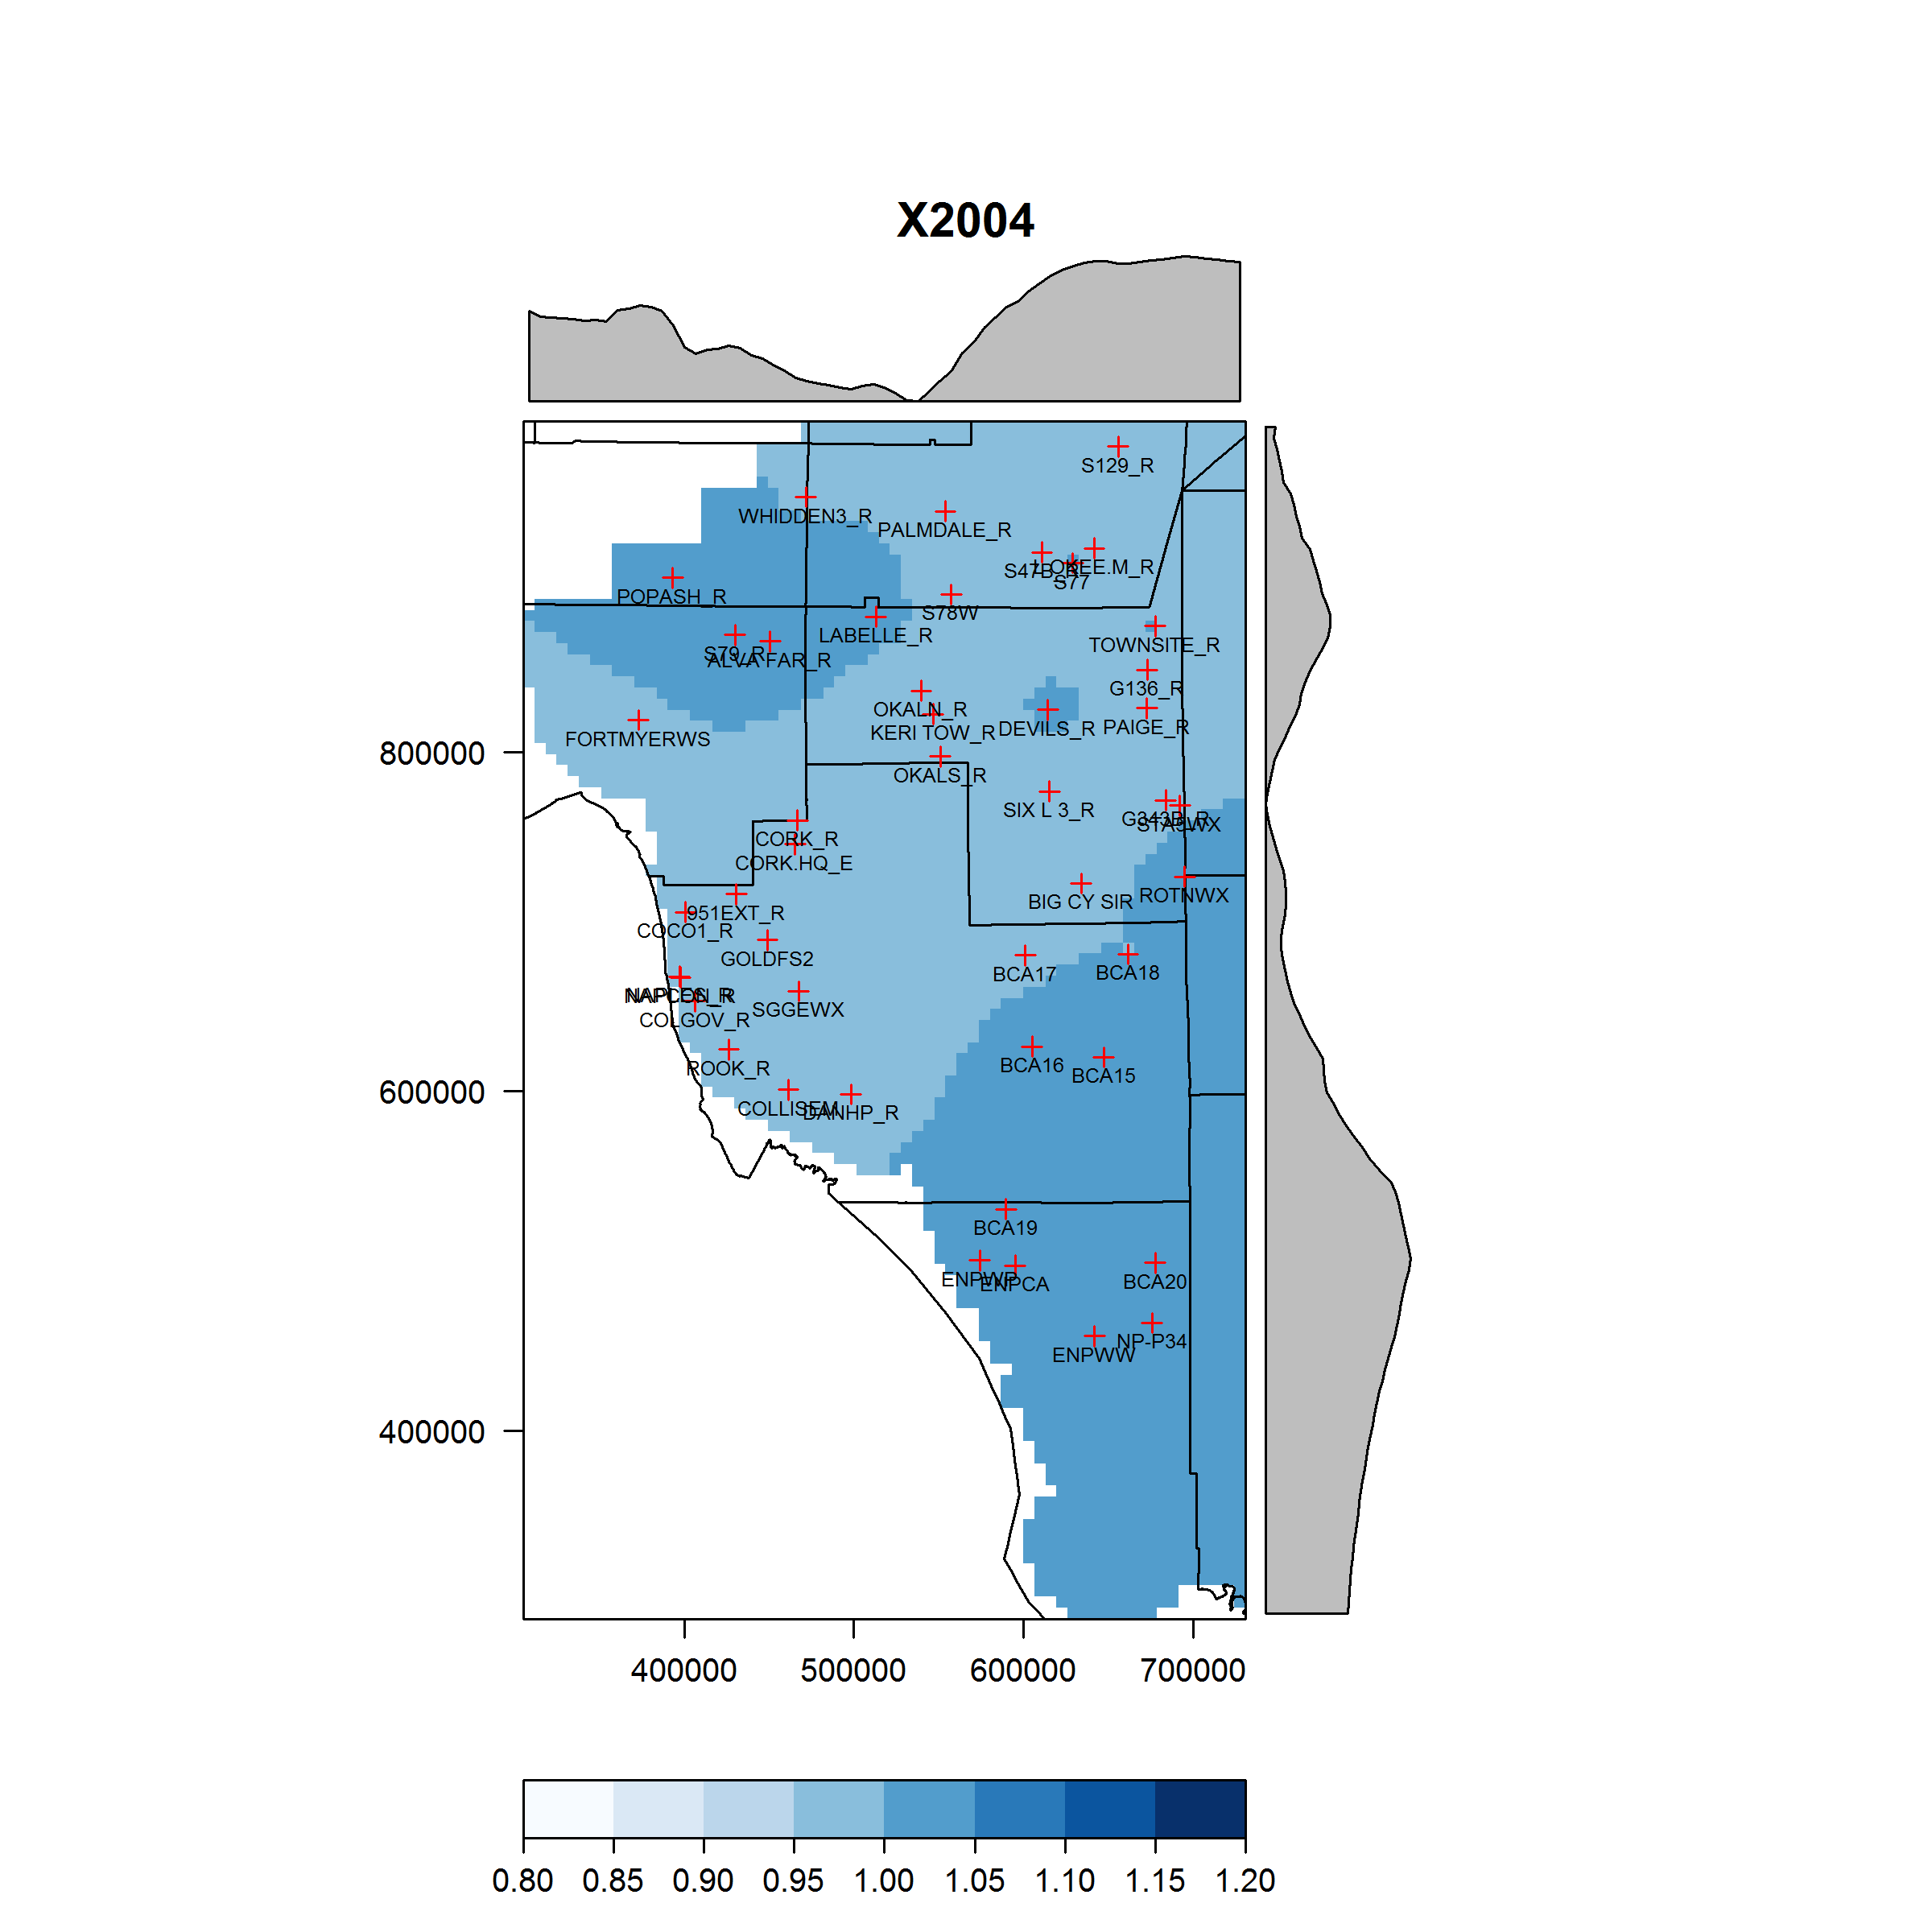 X2004
S129_R
WHIDDEN3_R
PALMDALE_R
L OKEE.M_R
S47B_R
S77
POPASH_R
S78W
LABELLE_R
TOWNSITE_R
S79_R
ALVA FAR_R
G136_R
OKALN_R
PAIGE_R
DEVILS_R
KERI TOW_R
FORTMYERWS
800000
OKALS_R
SIX L 3_R
G343B_R
STA5WX
CORK_R
CORK.HQ_E
ROTNWX
BIG CY SIR
951EXT_R
COCO1_R
GOLDFS2
BCA17
BCA18
NAPCON_R
NAPLES_R
SGGEWX
COLGOV_R
ROOK_R
BCA16
BCA15
600000
COLLISEM
DANHP_R
BCA19
ENPWP
ENPCA
BCA20
NP-P34
ENPWW
400000
400000 500000 600000 700000
0.80 0.85 0.90 0.95 1.00 1.05 1.10 1.15 1.20